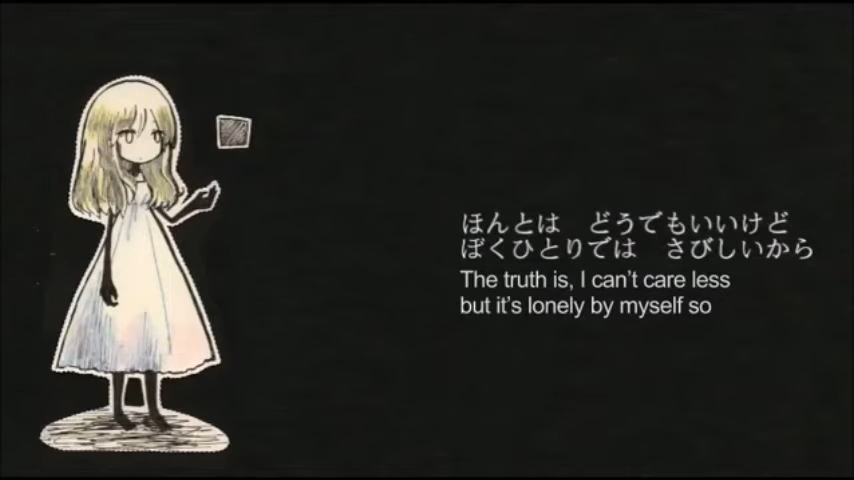 ほんとは　どうでもいいけど
ぼくひとりでは　さびしいから
The truth is, I can't care less
but it's lonely by myself so